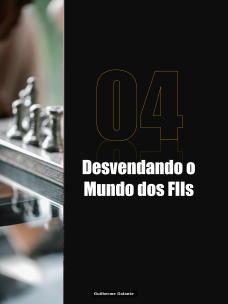 04
Desvendando o
Mundo dos FIIs
Guilherme Galante